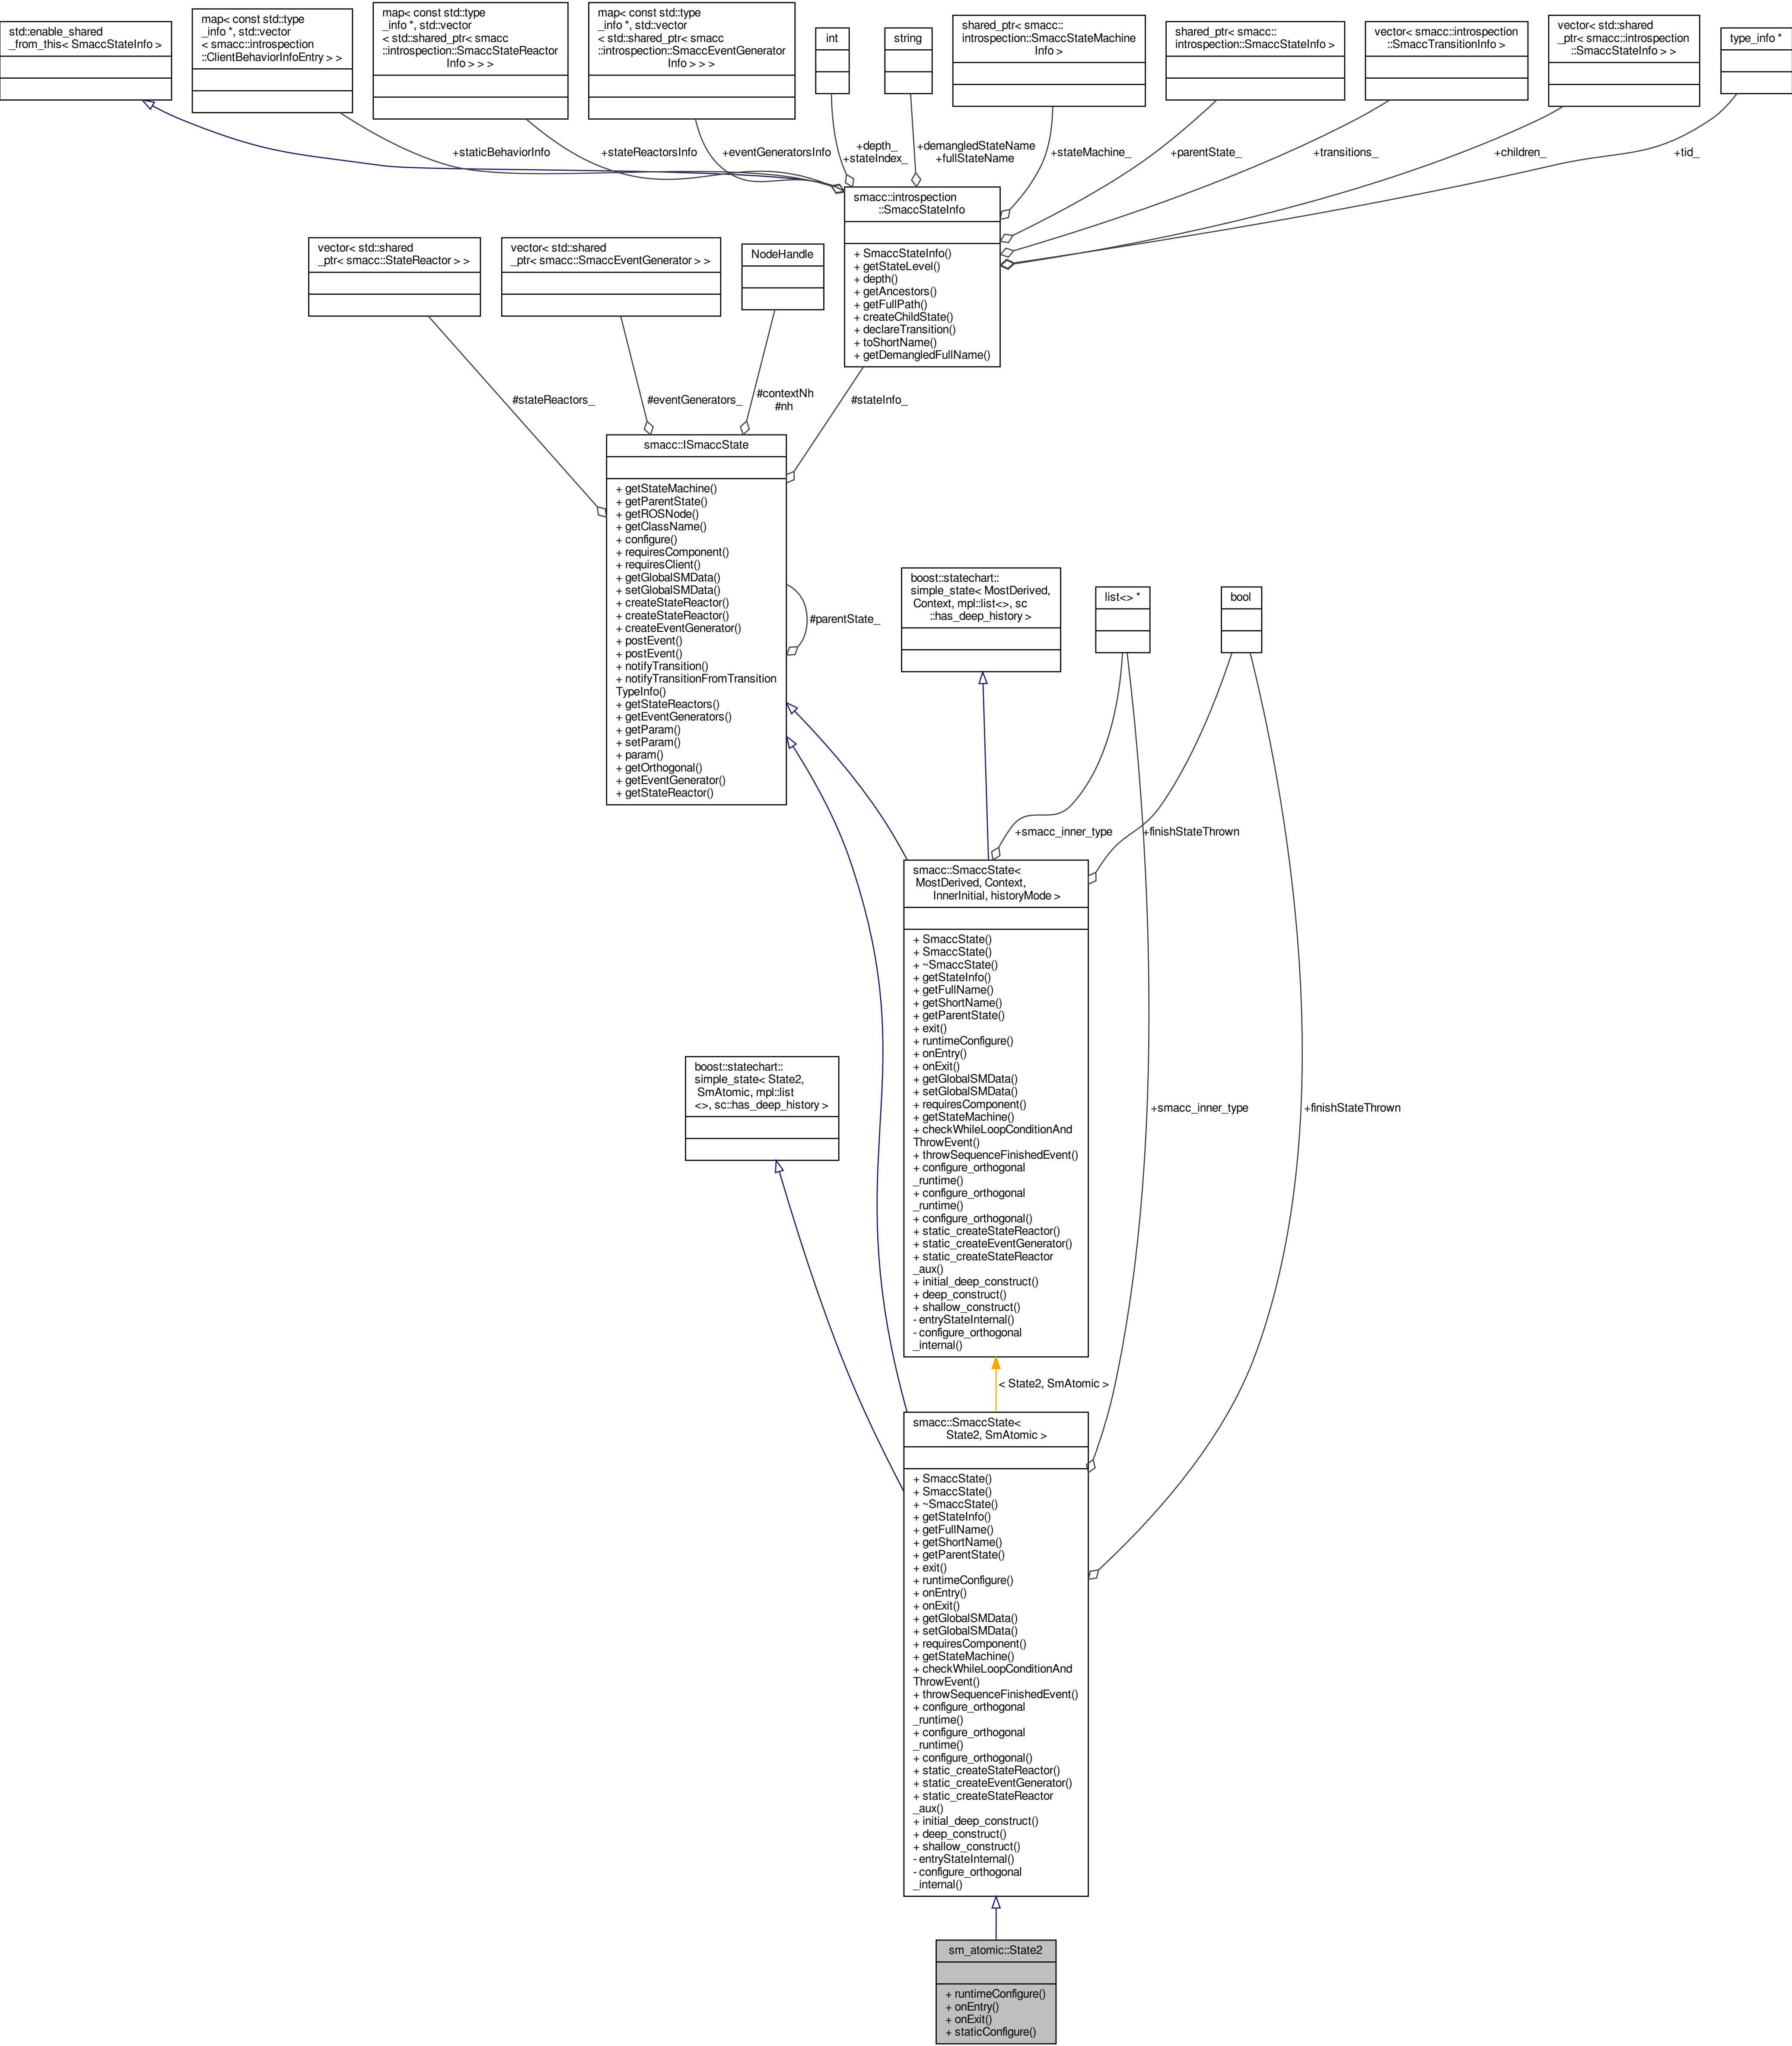 std::enable_shared
_from_this< SmaccStateInfo >
map< const std::type
_info *, std::vector
< smacc::introspection
::ClientBehaviorInfoEntry > >
map< const std::type
_info *, std::vector
< std::shared_ptr< smacc
::introspection::SmaccStateReactor
Info > > >
map< const std::type
_info *, std::vector
< std::shared_ptr< smacc
::introspection::SmaccEventGenerator
Info > > >
int
string
shared_ptr< smacc::
introspection::SmaccStateMachine
Info >
shared_ptr< smacc::
introspection::SmaccStateInfo >
vector< smacc::introspection
::SmaccTransitionInfo >
vector< std::shared
_ptr< smacc::introspection
::SmaccStateInfo > >
type_info *
+staticBehaviorInfo
+stateReactorsInfo
+eventGeneratorsInfo
+depth_
+stateIndex_
+demangledStateName
+fullStateName
+stateMachine_
+parentState_
+transitions_
+children_
+tid_
smacc::introspection
::SmaccStateInfo
+ SmaccStateInfo()
+ getStateLevel()
+ depth()
+ getAncestors()
+ getFullPath()
+ createChildState()
+ declareTransition()
+ toShortName()
+ getDemangledFullName()
vector< std::shared
_ptr< smacc::StateReactor > >
vector< std::shared
_ptr< smacc::SmaccEventGenerator > >
NodeHandle
#stateReactors_
#eventGenerators_
#contextNh
#nh
#stateInfo_
smacc::ISmaccState
+ getStateMachine()
+ getParentState()
+ getROSNode()
+ getClassName()
+ configure()
+ requiresComponent()
+ requiresClient()
+ getGlobalSMData()
+ setGlobalSMData()
+ createStateReactor()
+ createStateReactor()
+ createEventGenerator()
+ postEvent()
+ postEvent()
+ notifyTransition()
+ notifyTransitionFromTransition
TypeInfo()
+ getStateReactors()
+ getEventGenerators()
+ getParam()
+ setParam()
+ param()
+ getOrthogonal()
+ getEventGenerator()
+ getStateReactor()
#parentState_
boost::statechart::
simple_state< MostDerived,
Context, mpl::list<>, sc
::has_deep_history >
list<> *
bool
+smacc_inner_type
+finishStateThrown
smacc::SmaccState<
MostDerived, Context,
InnerInitial, historyMode >
+ SmaccState()
+ SmaccState()
+ ~SmaccState()
+ getStateInfo()
+ getFullName()
+ getShortName()
+ getParentState()
+ exit()
+ runtimeConfigure()
+ onEntry()
+ onExit()
+ getGlobalSMData()
+ setGlobalSMData()
+ requiresComponent()
+ getStateMachine()
+ checkWhileLoopConditionAnd
ThrowEvent()
+ throwSequenceFinishedEvent()
+ configure_orthogonal
_runtime()
+ configure_orthogonal
_runtime()
+ configure_orthogonal()
+ static_createStateReactor()
+ static_createEventGenerator()
+ static_createStateReactor
_aux()
+ initial_deep_construct()
+ deep_construct()
+ shallow_construct()
- entryStateInternal()
- configure_orthogonal
_internal()
boost::statechart::
simple_state< State2,
SmAtomic, mpl::list
<>, sc::has_deep_history >
+smacc_inner_type
+finishStateThrown
< State2, SmAtomic >
smacc::SmaccState<
State2, SmAtomic >
+ SmaccState()
+ SmaccState()
+ ~SmaccState()
+ getStateInfo()
+ getFullName()
+ getShortName()
+ getParentState()
+ exit()
+ runtimeConfigure()
+ onEntry()
+ onExit()
+ getGlobalSMData()
+ setGlobalSMData()
+ requiresComponent()
+ getStateMachine()
+ checkWhileLoopConditionAnd
ThrowEvent()
+ throwSequenceFinishedEvent()
+ configure_orthogonal
_runtime()
+ configure_orthogonal
_runtime()
+ configure_orthogonal()
+ static_createStateReactor()
+ static_createEventGenerator()
+ static_createStateReactor
_aux()
+ initial_deep_construct()
+ deep_construct()
+ shallow_construct()
- entryStateInternal()
- configure_orthogonal
_internal()
sm_atomic::State2
+ runtimeConfigure()
+ onEntry()
+ onExit()
+ staticConfigure()